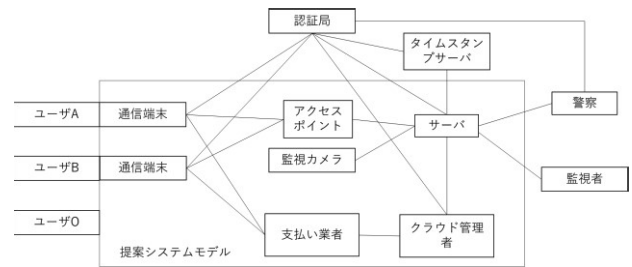 認証局
タイムスタン
プサーバ
ユーザA
通信端末
アクセス
ポイント
サーバ
警察
ユーザB
通信端末
監視カメラ
監視者
ユーザO
支払い業者
クラウド管理
者
提案システムモデル